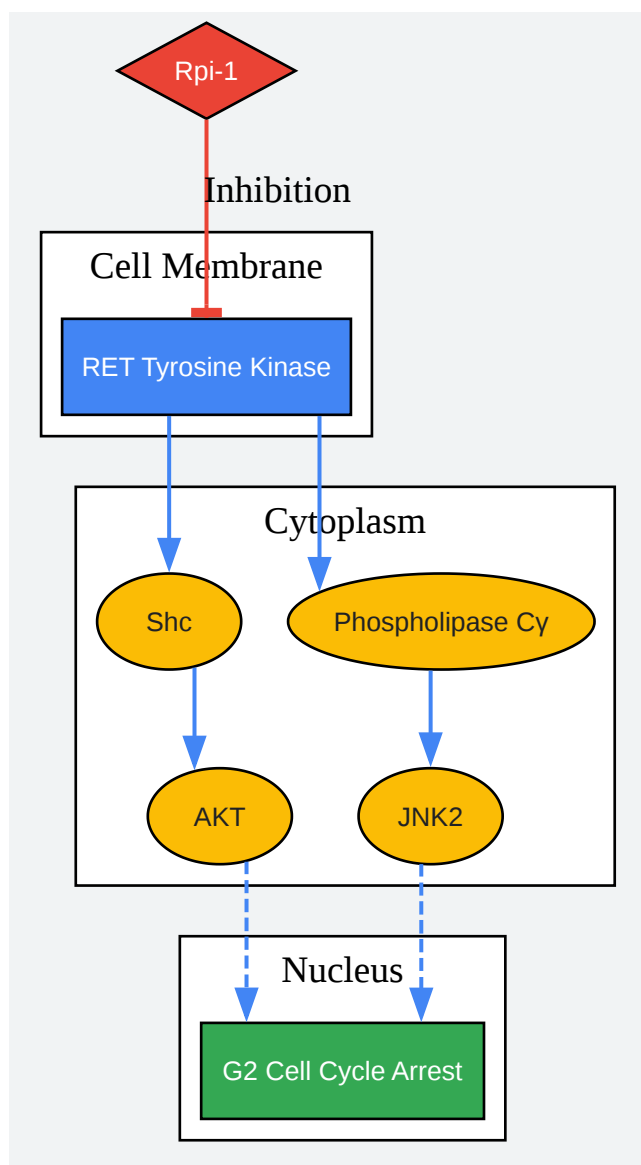 Rpi-1
Inhibition
Cell Membrane
RET Tyrosine Kinase
Cytoplasm
Shc
Phospholipase Cγ
AKT
JNK2
Nucleus
G2 Cell Cycle Arrest